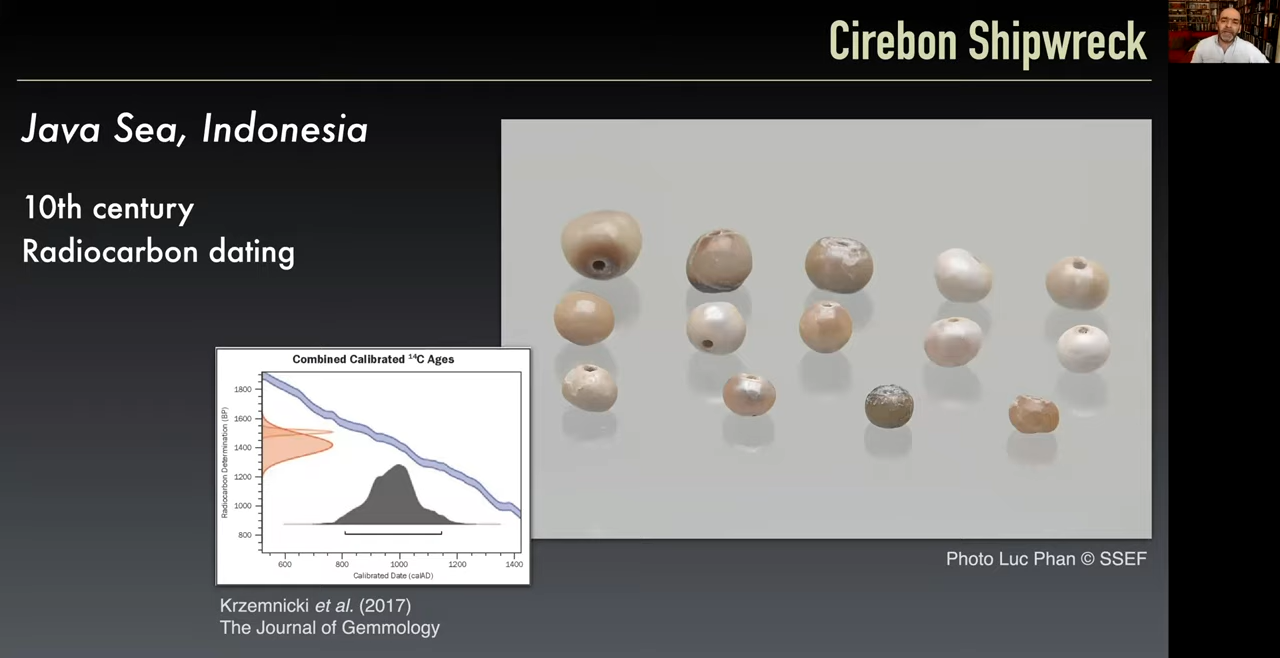 Cirebon Shipwreck
Java Sea, Indonesia
10th century
Radiocarbon dating
Combined Calibrated ¹⁴C Ages
Radiocarbon Determination (BP)
1800
1600
1400
1200
1000
800
600 800 1000 1200 1400
Calibrated Date (calAD)
Photo Luc Phan © SSEF
Krzemnicki et al. (2017)
The Journal of Gemmology